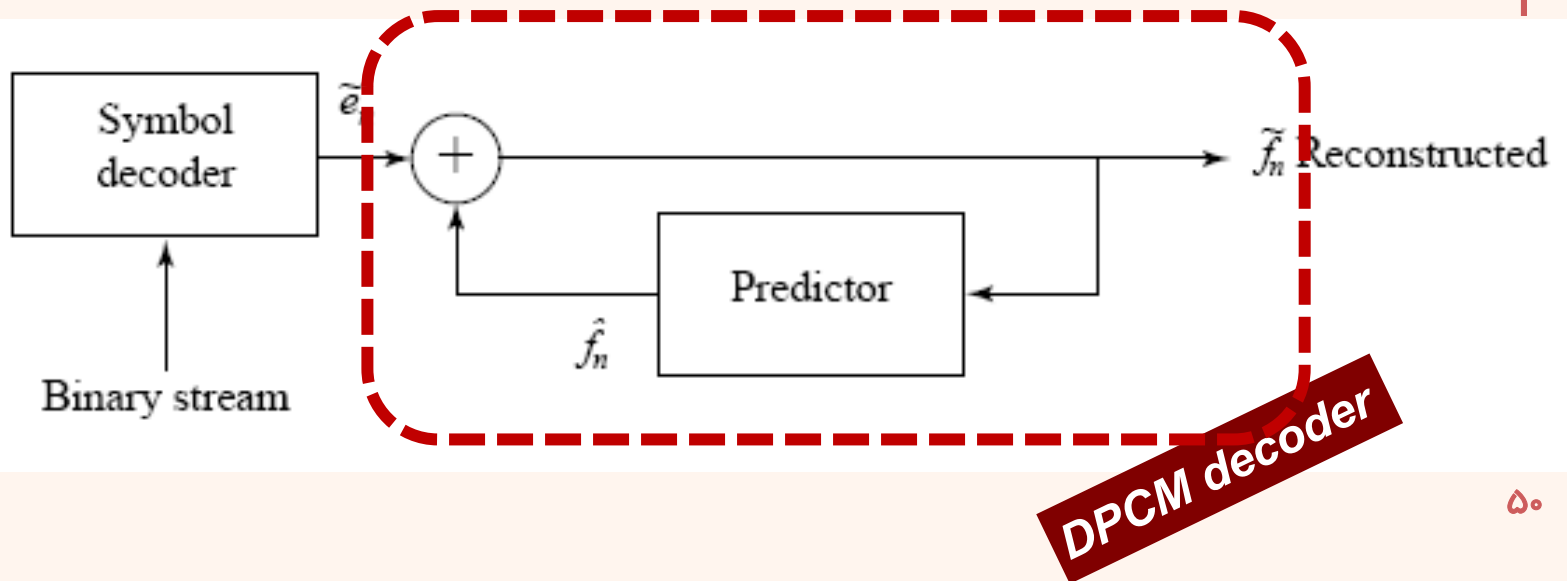 Symbol
decoder
ẽ
+
f̃n Reconstructed
Predictor
f̂n
Binary stream
DPCM decoder
۵۰